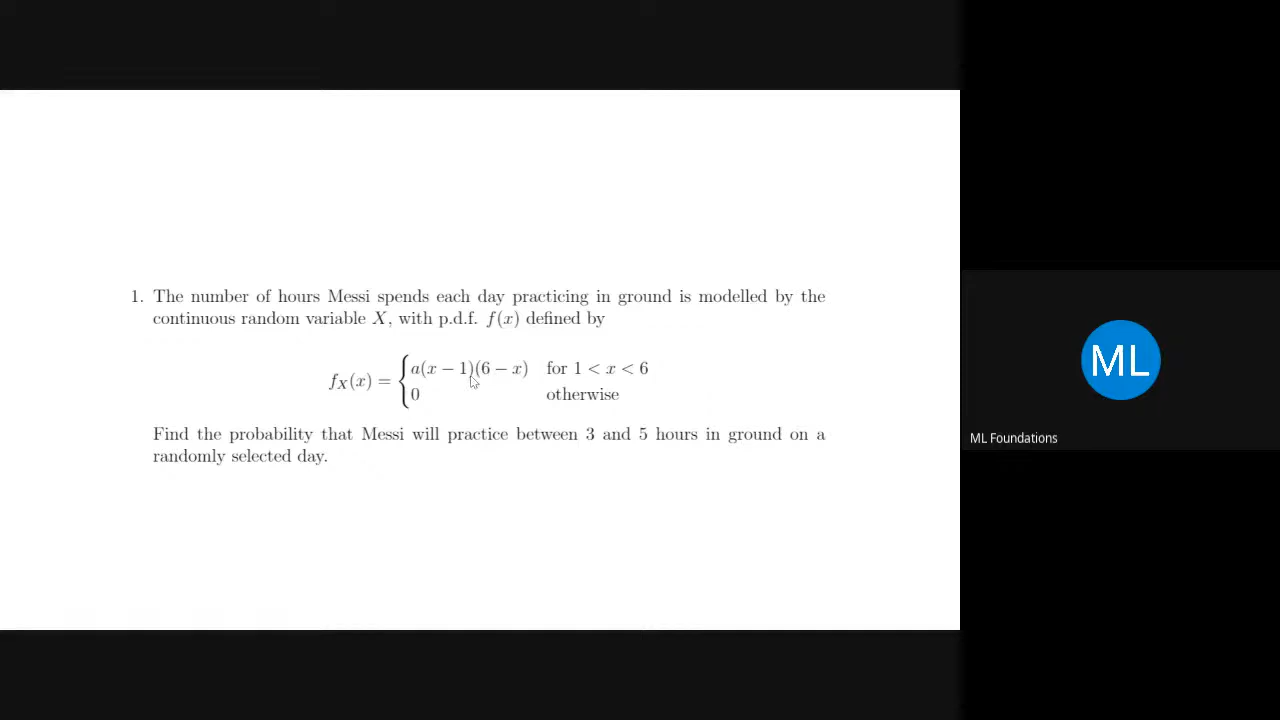 1. The number of hours Messi spends each day practicing in ground is modelled by the
continuous random variable X, with p.d.f. f(x) defined by
f_X(x) = { a(x − 1)(6 − x) for 1 < x < 6
0 otherwise
Find the probability that Messi will practice between 3 and 5 hours in ground on a
randomly selected day.
ML
ML Foundations